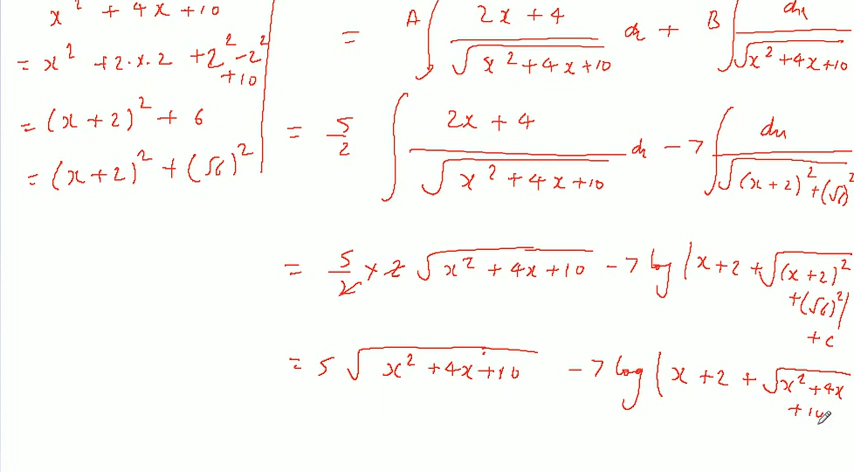 x² + 4x + 10
= x² + 2·x·2 + 2² - 2² + 10
= (x + 2)² + 6
= (x + 2)² + (√6)²
= A ∫ (2x + 4)/√(x² + 4x + 10) dx + B ∫ dx/√(x² + 4x + 10)
= 5/2 ∫ (2x + 4)/√(x² + 4x + 10) dx - 7 ∫ dx/√((x + 2)² + (√6)²)
= 5/2 × 2 √(x² + 4x + 10) - 7 log |x + 2 + √((x + 2)² + (√6)²)| + c
= 5 √(x² + 4x + 10) - 7 log |x + 2 + √(x² + 4x + 10